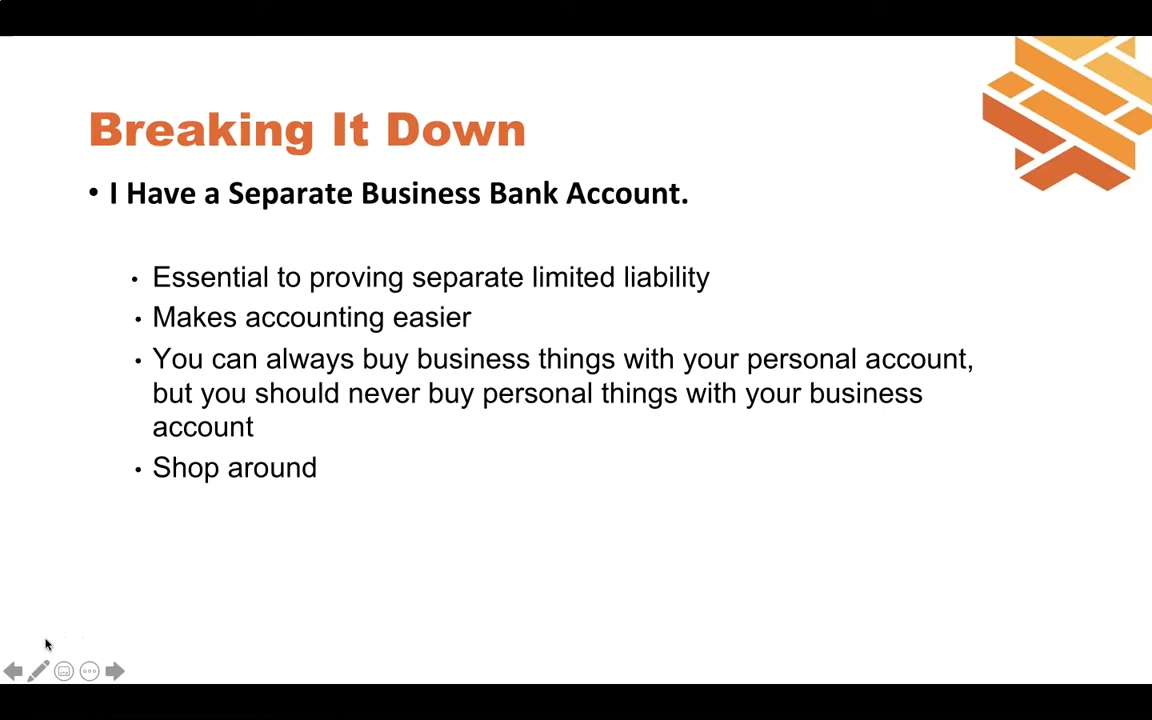 Breaking It Down
• I Have a Separate Business Bank Account.
• Essential to proving separate limited liability
• Makes accounting easier
• You can always buy business things with your personal account,
but you should never buy personal things with your business
account
• Shop around